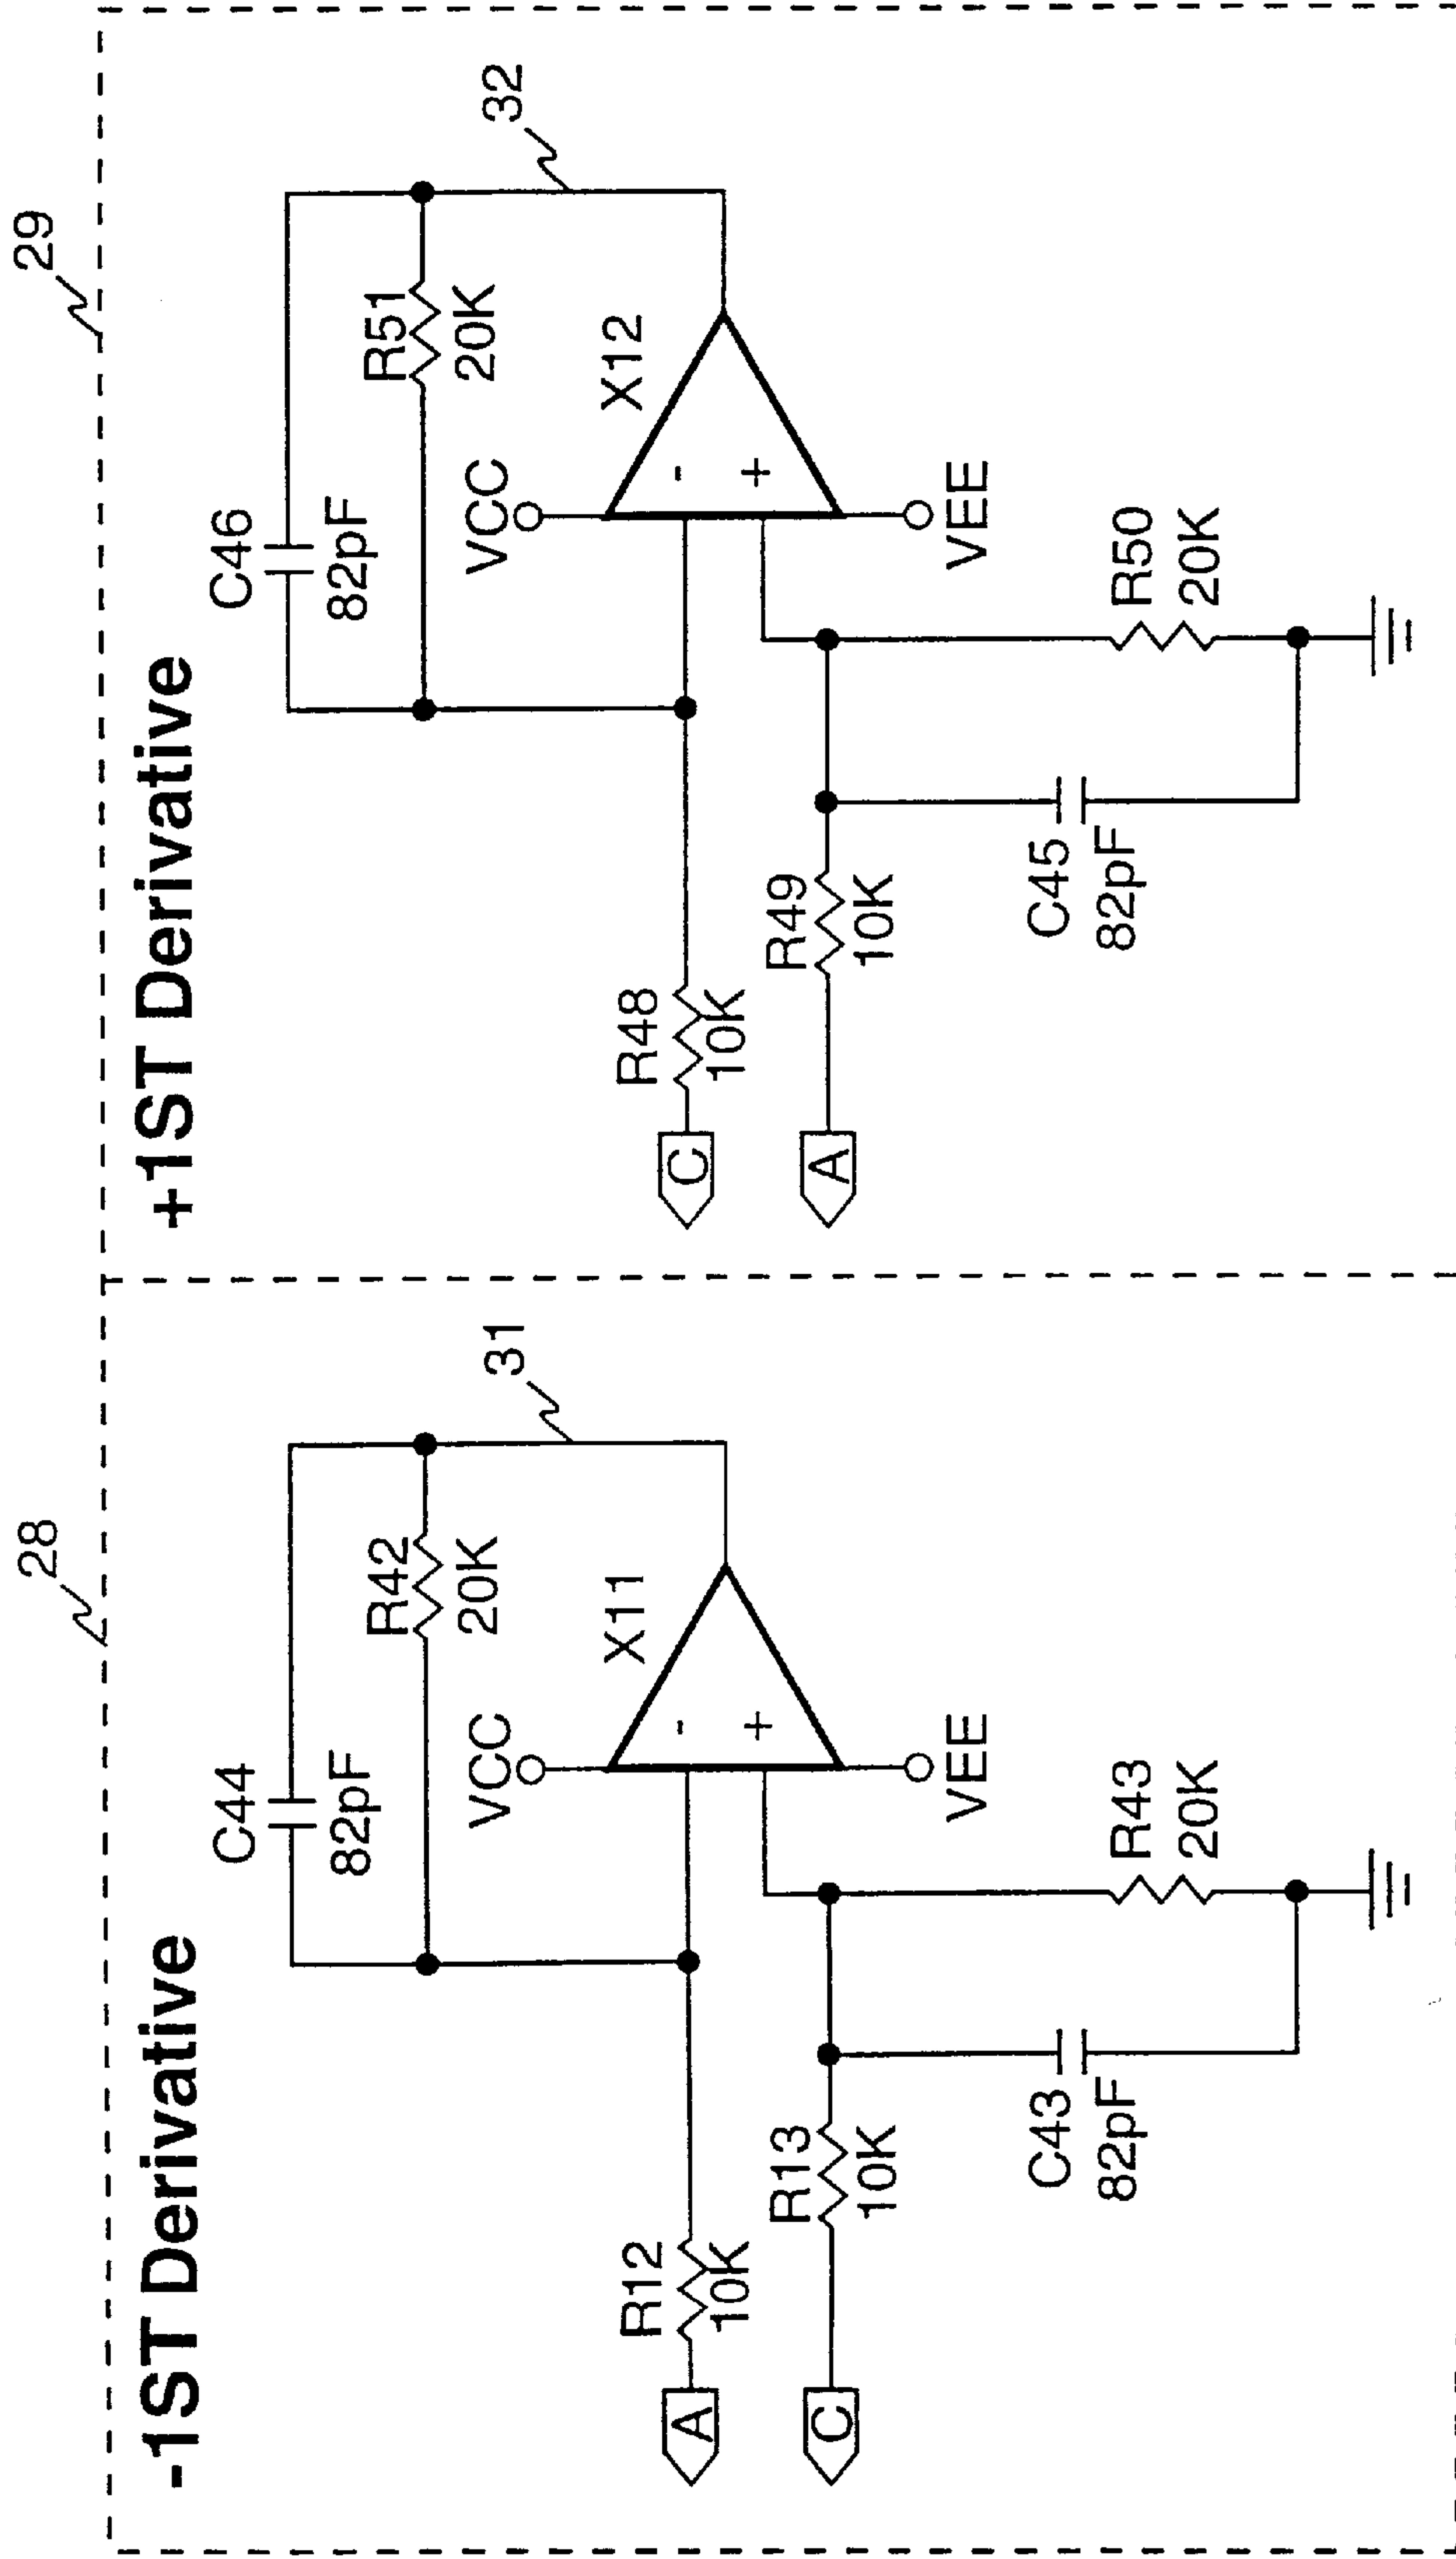 28
-1ST Derivative
C44
82pF
R42
20K
31
VCC
X11
-
+
VEE
A
R12
10K
C
R13
10K
C43
82pF
R43
20K
29
+1ST Derivative
C46
82pF
R51
20K
32
VCC
X12
-
+
VEE
C
R48
10K
A
R49
10K
C45
82pF
R50
20K